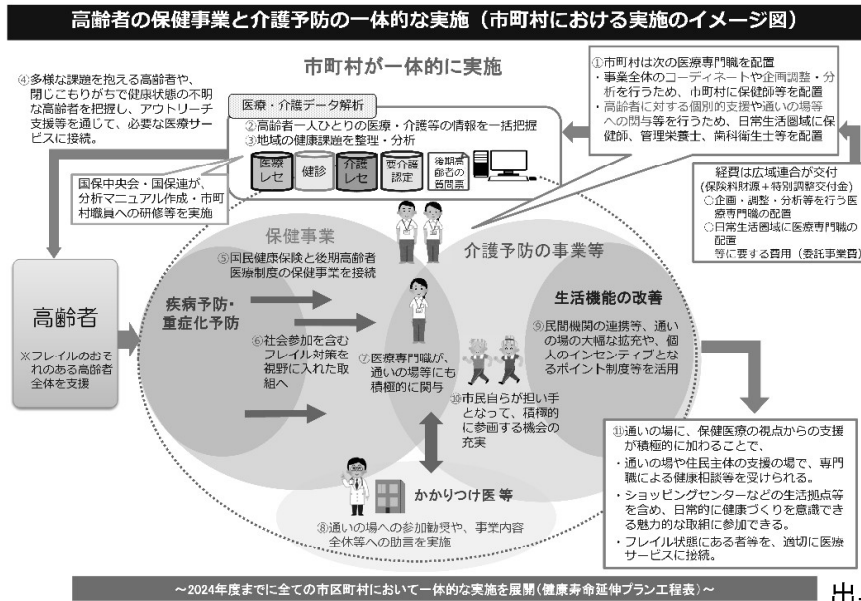 高齢者の保健事業と介護予防の一体的な実施（市町村における実施のイメージ図）
市町村が一体的に実施
④多様な課題を抱える高齢者や、
閉じこもりがちで健康状態の不明
な高齢者を把握し、アウトリーチ
支援等を通じて、必要な医療サー
ビスに接続。
医療・介護データ解析
②高齢者一人ひとりの医療・介護等の情報を一括把握
③地域の健康課題を整理・分析
医療
レセ
健診
介護
レセ
要介護
認定
後期高
齢者の
質問票
①市町村は次の医療専門職を配置
・事業全体のコーディネートや企画調整・分
析を行うため、市町村に保健師等を配置
・高齢者に対する個別的支援や通いの場等
への関与等を行うため、日常生活圏域に保
健師、管理栄養士、歯科衛生士等を配置
国保中央会・国保連が、
分析マニュアル作成・市町
村職員への研修等を実施
経費は広域連合が交付
(保険料財源＋特別調整交付金)
○企画・調整・分析等を行う医
療専門職の配置
○日常生活圏域に医療専門職の
配置
等に要する費用（委託事業費）
保健事業
⑤国民健康保険と後期高齢者
医療制度の保健事業を接続
介護予防の事業等
疾病予防・
重症化予防
⑥社会参加を含む
フレイル対策を
視野に入れた取
組へ
⑦医療専門職が、
通いの場等にも
積極的に関与
生活機能の改善
⑨民間機関の連携等、通い
の場の大幅な拡充や、個
人のインセンティブとな
るポイント制度等を活用
⑩市民自らが担い手
となって、積極的
に参画する機会の
充実
高齢者
※フレイルのおそ
れのある高齢者
全体を支援
かかりつけ医 等
⑧通いの場への参加勧奨や、事業内容
全体等への助言を実施
⑪通いの場に、保健医療の視点からの支援
が積極的に加わることで、
・通いの場や住民主体の支援の場で、専門
職による健康相談等を受けられる。
・ショッピングセンターなどの生活拠点等
を含め、日常的に健康づくりを意識でき
る魅力的な取組に参加できる。
・フレイル状態にある者等を、適切に医療
サービスに接続。
～2024年度までに全ての市区町村において一体的な実施を展開(健康寿命延伸プラン工程表)～